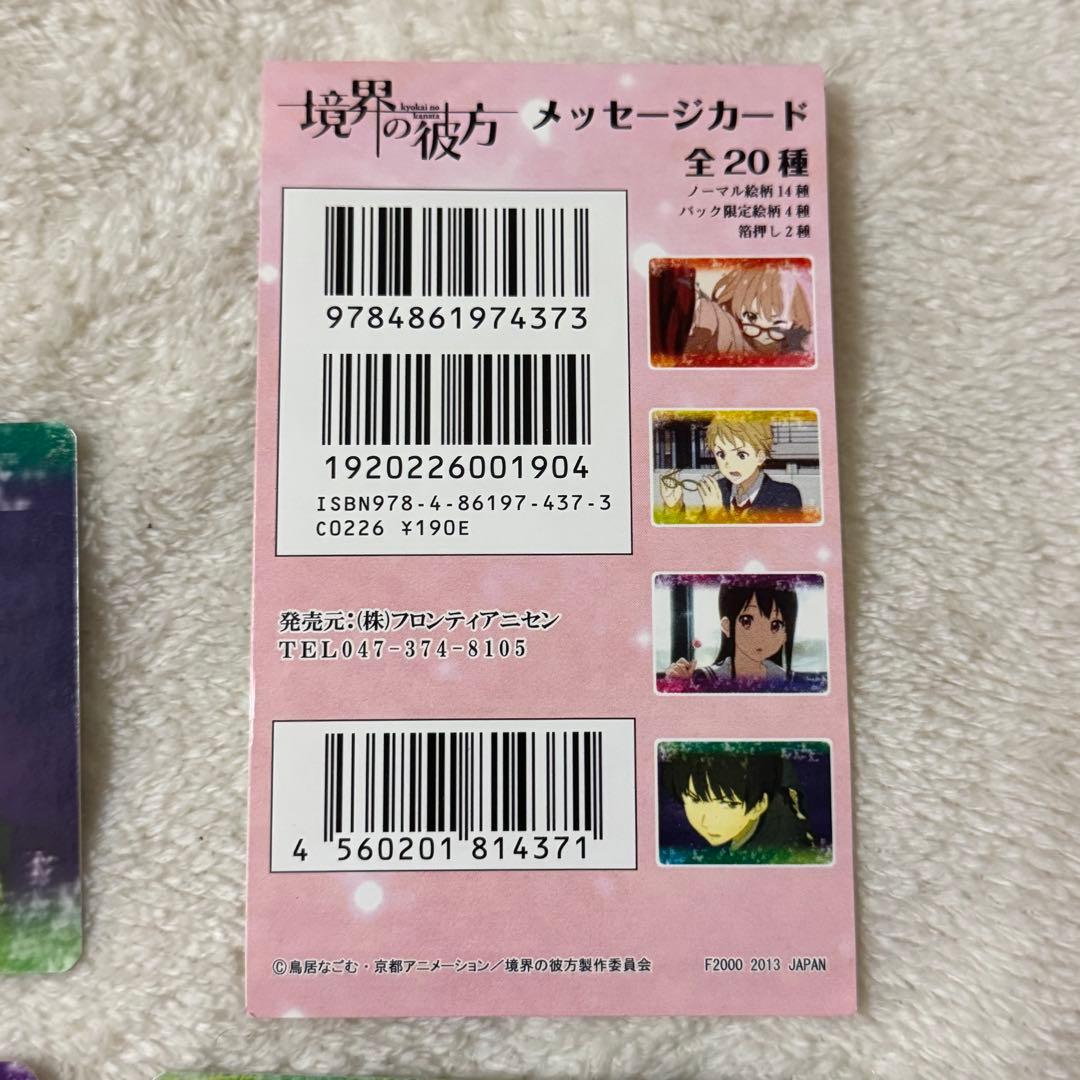 境界の彼方
kyokai no
kanata
メッセージカード
全20種
ノーマル絵柄14種
パック限定絵柄4種
箔押し2種
9784861974373
1920226001904
ISBN978-4-86197-437-3
C0226 ¥190E
発売元:(株)フロンティアニセン
TEL047-374-8105
4 560201 814371
©鳥居なごむ・京都アニメーション/境界の彼方製作委員会
F2000 2013 JAPAN